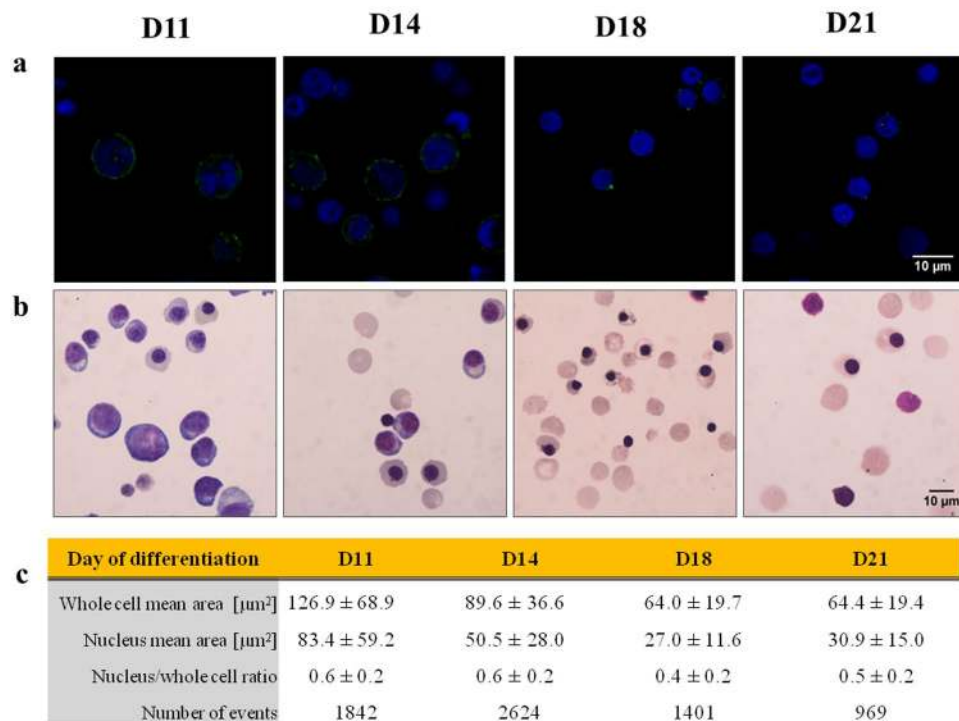 D11 D14 D18 D21
a
10 µm
b
10 µm
c
Day of differentiation D11 D14 D18 D21
Whole cell mean area [µm²] 126.9 ± 68.9 89.6 ± 36.6 64.0 ± 19.7 64.4 ± 19.4
Nucleus mean area [µm²] 83.4 ± 59.2 50.5 ± 28.0 27.0 ± 11.6 30.9 ± 15.0
Nucleus/whole cell ratio 0.6 ± 0.2 0.6 ± 0.2 0.4 ± 0.2 0.5 ± 0.2
Number of events 1842 2624 1401 969